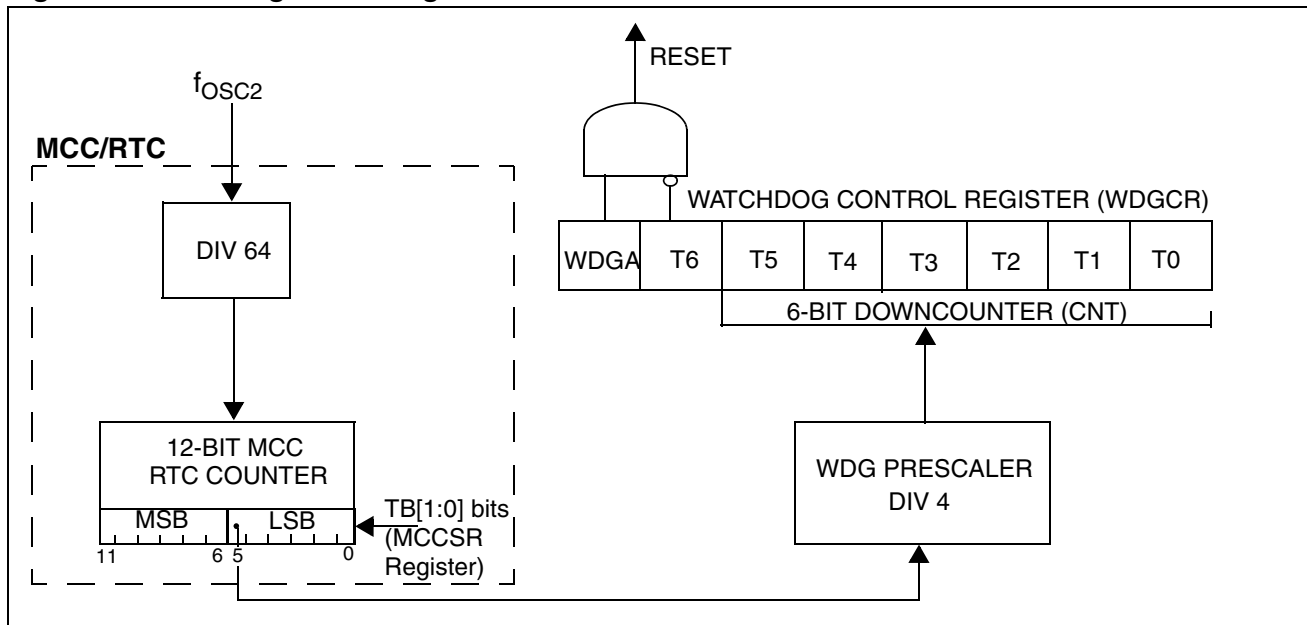 RESET
fOSC2
MCC/RTC
DIV 64
WATCHDOG CONTROL REGISTER (WDGCR)
WDGA T6 T5 T4 T3 T2 T1 T0
6-BIT DOWNCOUNTER (CNT)
12-BIT MCC
RTC COUNTER
MSB LSB
11 6 5 0
TB[1:0] bits
(MCCSR
Register)
WDG PRESCALER
DIV 4